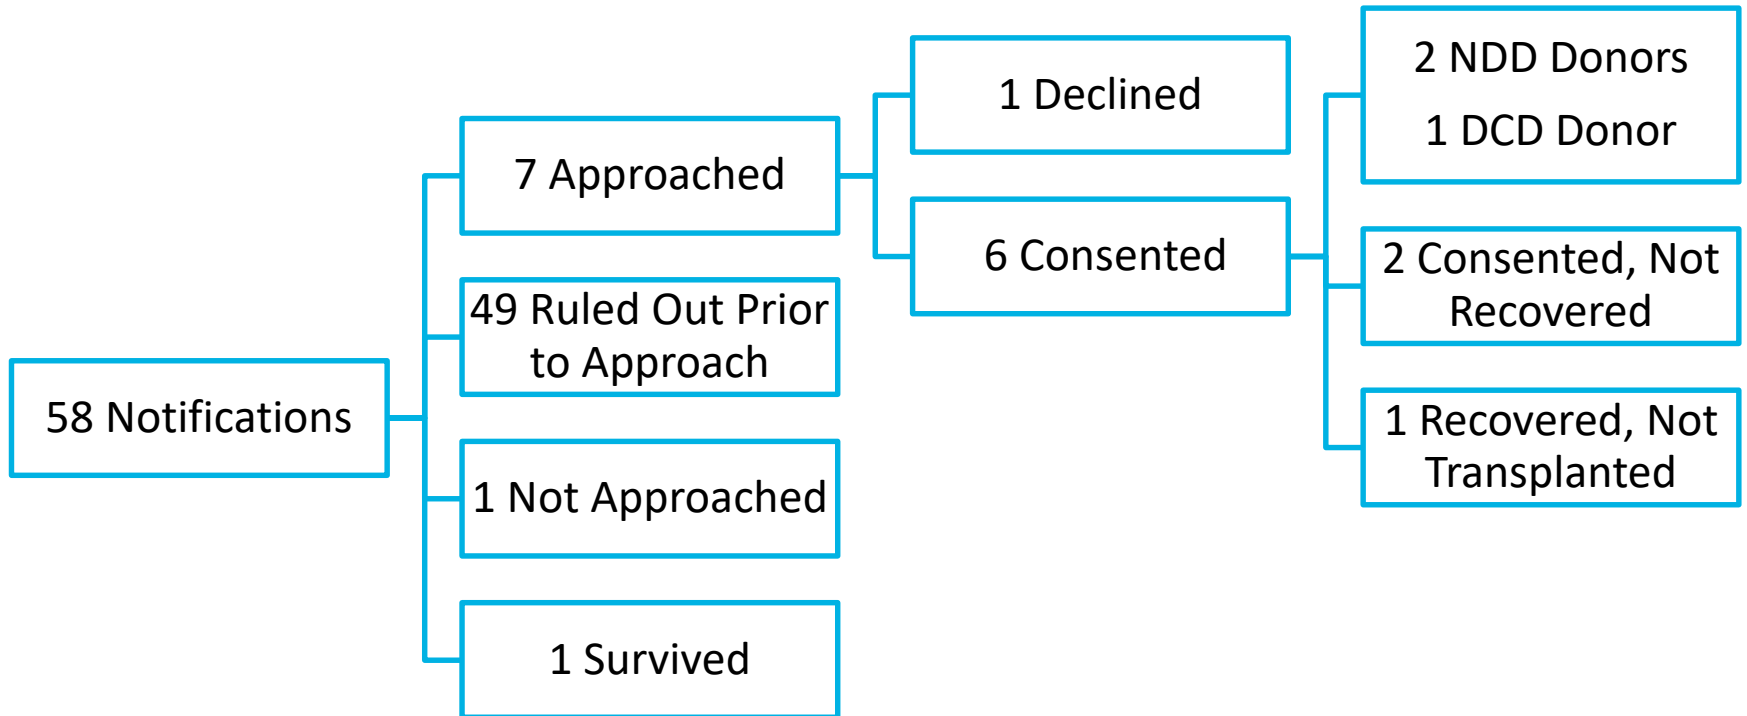 58 Notifications
7 Approached
49 Ruled Out Prior
to Approach
1 Not Approached
1 Survived
1 Declined
6 Consented
2 NDD Donors
1 DCD Donor
2 Consented, Not
Recovered
1 Recovered, Not
Transplanted